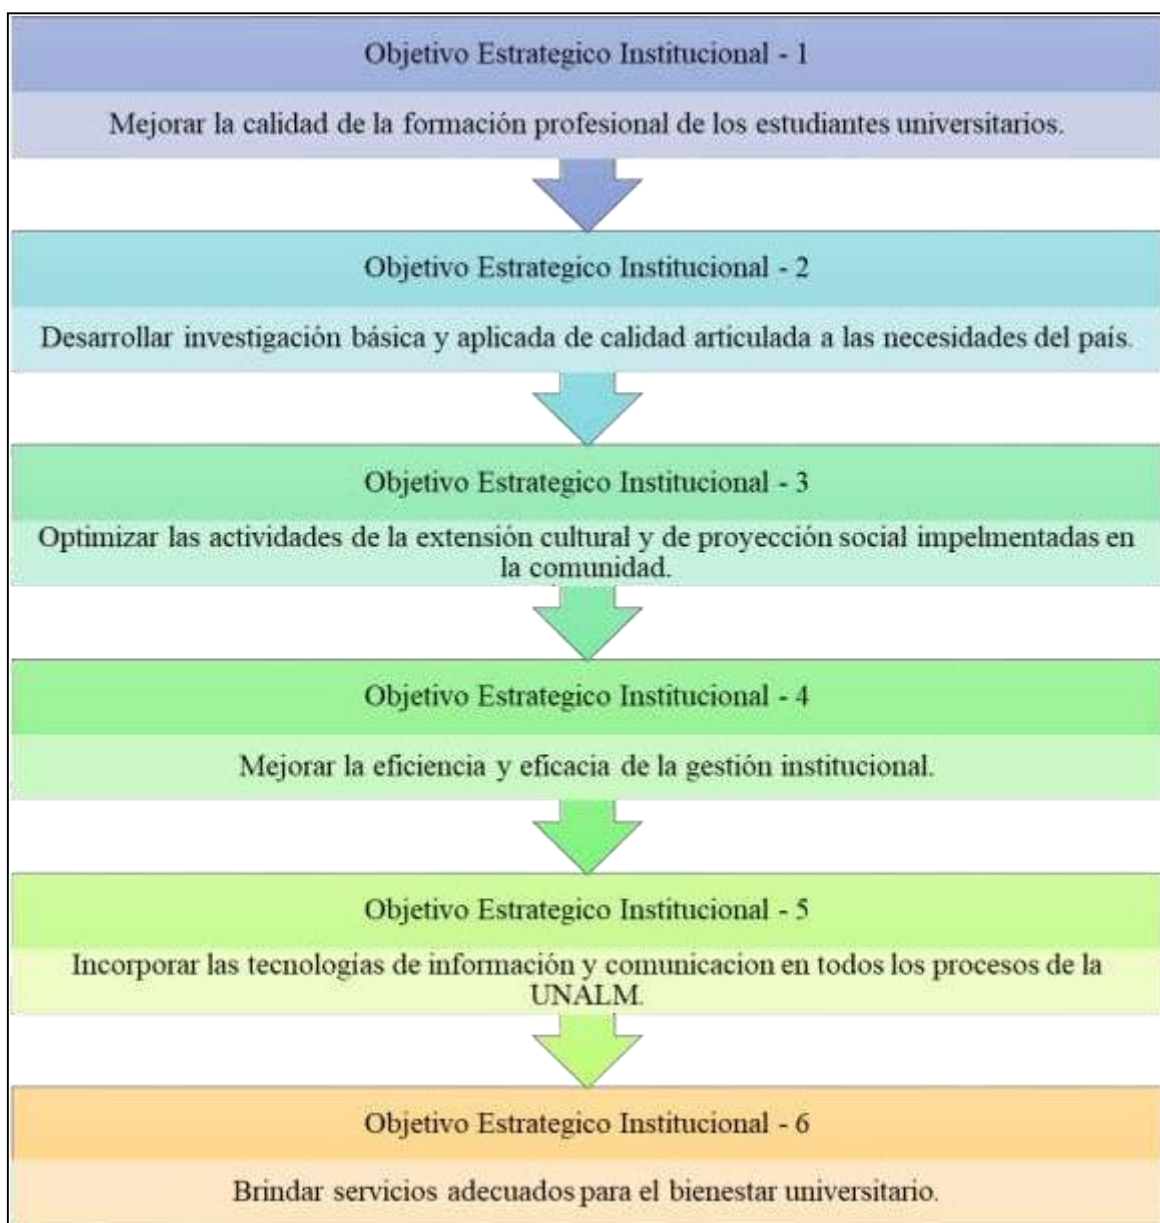 Objetivo Estrategico Institucional - 1
Mejorar la calidad de la formación profesional de los estudiantes universitarios.
Objetivo Estrategico Institucional - 2
Desarrollar investigación básica y aplicada de calidad articulada a las necesidades del país.
Objetivo Estrategico Institucional - 3
Optimizar las actividades de la extensión cultural y de proyección social impelmentadas en
la comunidad.
Objetivo Estrategico Institucional - 4
Mejorar la eficiencia y eficacia de la gestión institucional.
Objetivo Estrategico Institucional - 5
Incorporar las tecnologías de información y comunicacion en todos los procesos de la
UNALM.
Objetivo Estrategico Institucional - 6
Brindar servicios adecuados para el bienestar universitario.